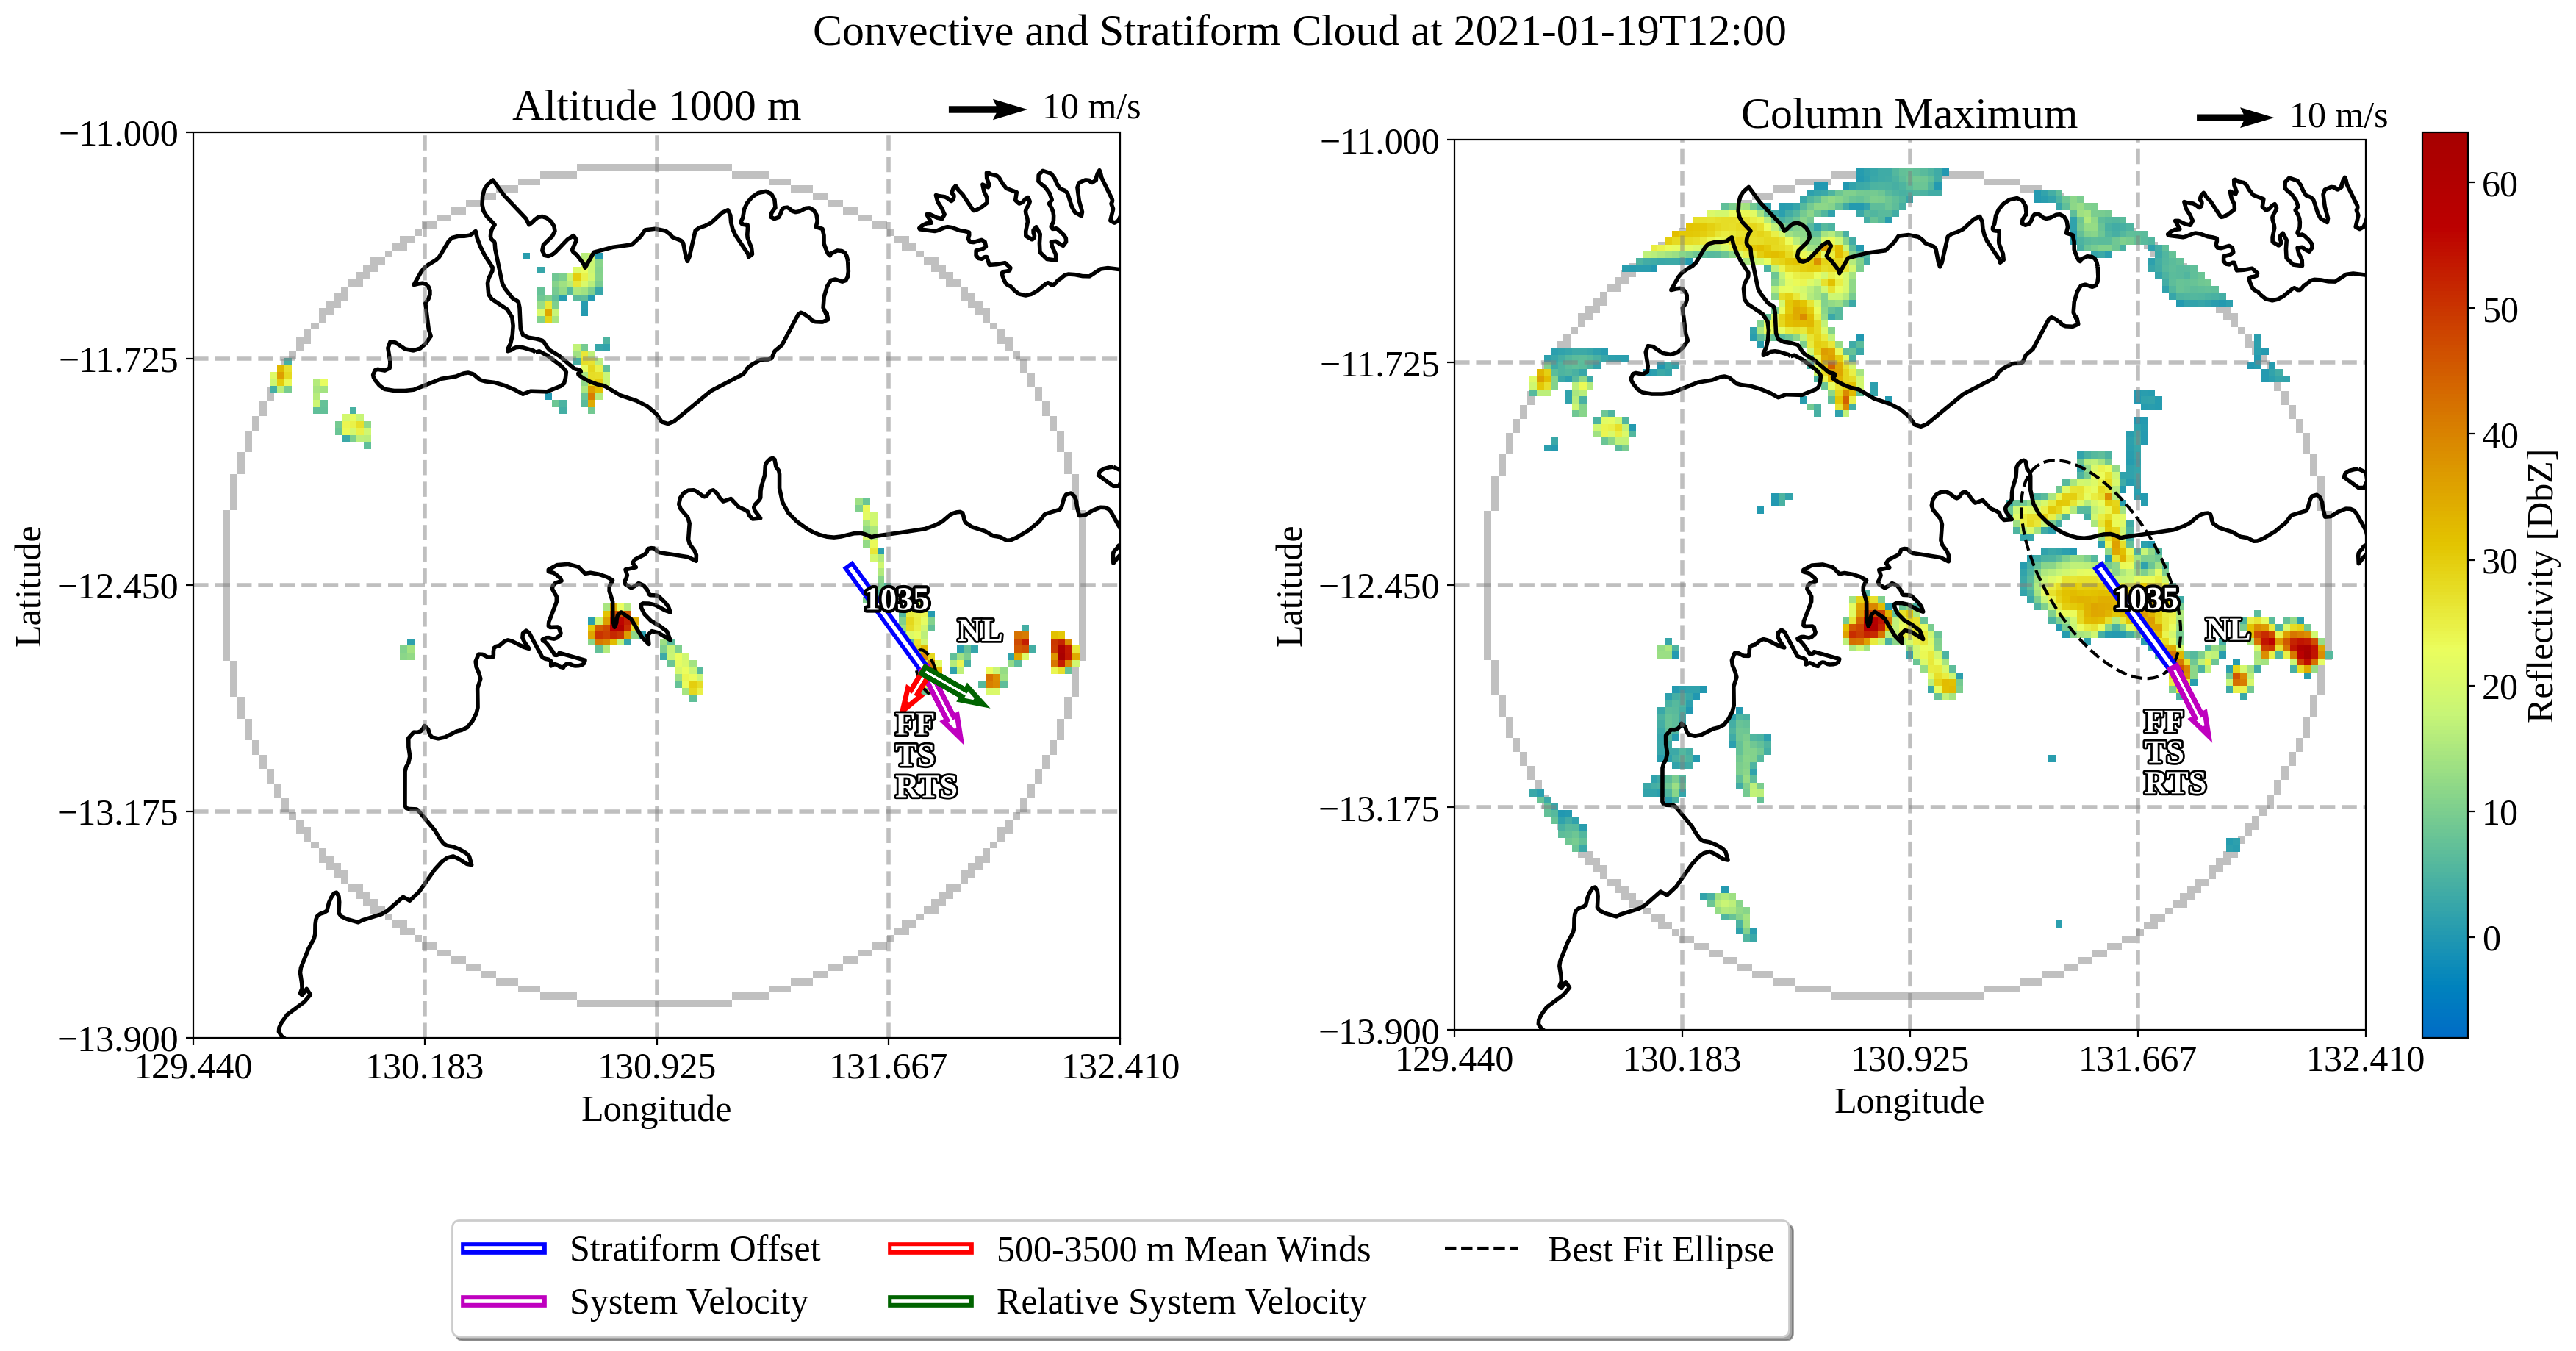 Convective and Stratiform Cloud at 2021-01-19T12:00
Altitude 1000 m
10 m/s
−11.000
−11.725
−12.450
−13.175
−13.900
129.440
130.183
130.925
131.667
132.410
Latitude
Longitude
1035
NL
FF
TS
RTS
Column Maximum
10 m/s
−11.000
−11.725
−12.450
−13.175
−13.900
129.440
130.183
130.925
131.667
132.410
Latitude
Longitude
1035
NL
FF
TS
RTS
60
50
40
30
20
10
0
Reflectivity [DbZ]
Stratiform Offset
System Velocity
500-3500 m Mean Winds
Relative System Velocity
Best Fit Ellipse